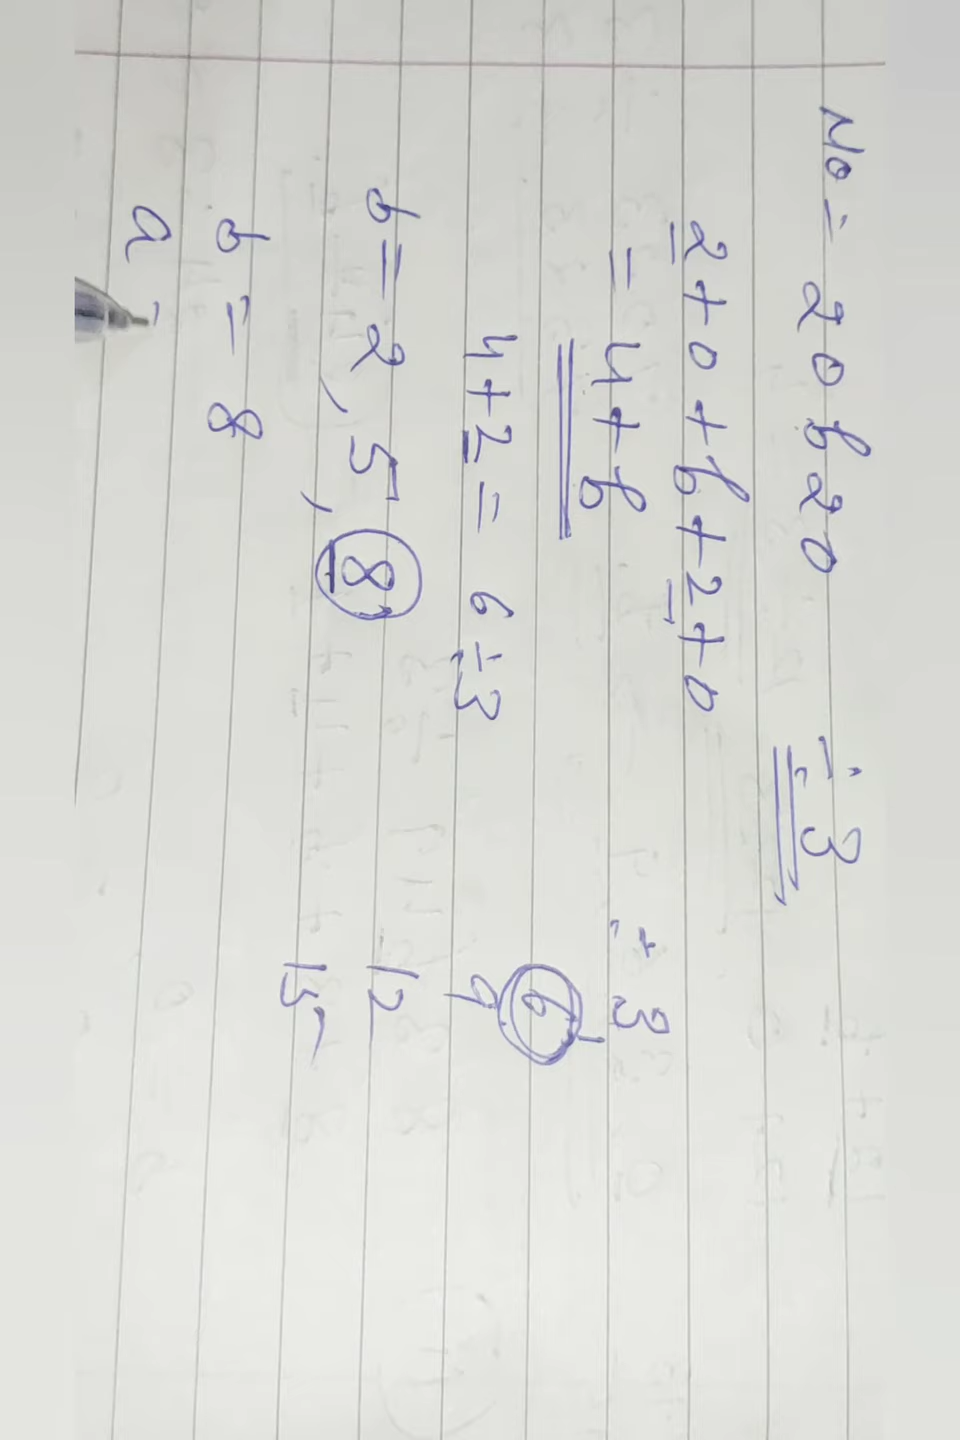 No = 20b20 ÷ 3
2+0+b+2+0
= 4+b ÷ 3
6
4+2 = 6 ÷ 3 9
b = 2, 5, 8 12
15
b = 8
a =